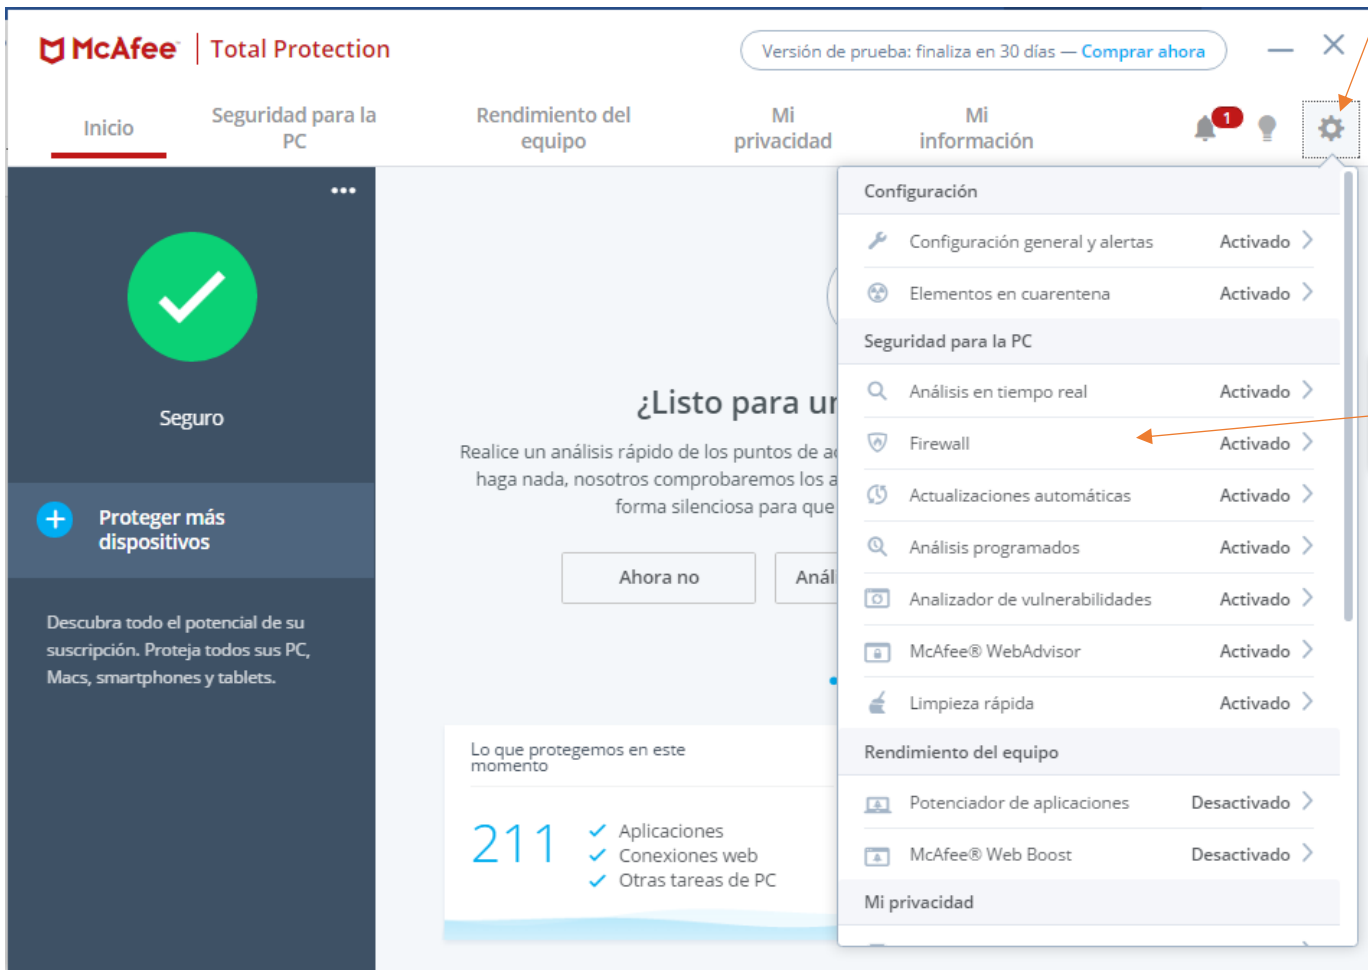 McAfee | Total Protection
Versión de prueba: finaliza en 30 días — Comprar ahora
Inicio
Seguridad para la
PC
Rendimiento del
equipo
Mi
privacidad
Mi
información
1
Seguro
Proteger más
dispositivos
Descubra todo el potencial de su
suscripción. Proteja todos sus PC,
Macs, smartphones y tablets.
¿Listo para
Realice un análisis rápido de los puntos de
haga nada, nosotros comprobaremos los
forma silenciosa para que
Ahora no
Lo que protegemos en este
momento
211
Aplicaciones
Conexiones web
Otras tareas de PC
Configuración
Configuración general y alertas Activado
Elementos en cuarentena Activado
Seguridad para la PC
Análisis en tiempo real Activado
Firewall Activado
Actualizaciones automáticas Activado
Análisis programados Activado
Analizador de vulnerabilidades Activado
McAfee® WebAdvisor Activado
Limpieza rápida Activado
Rendimiento del equipo
Potenciador de aplicaciones Desactivado
McAfee® Web Boost Desactivado
Mi privacidad